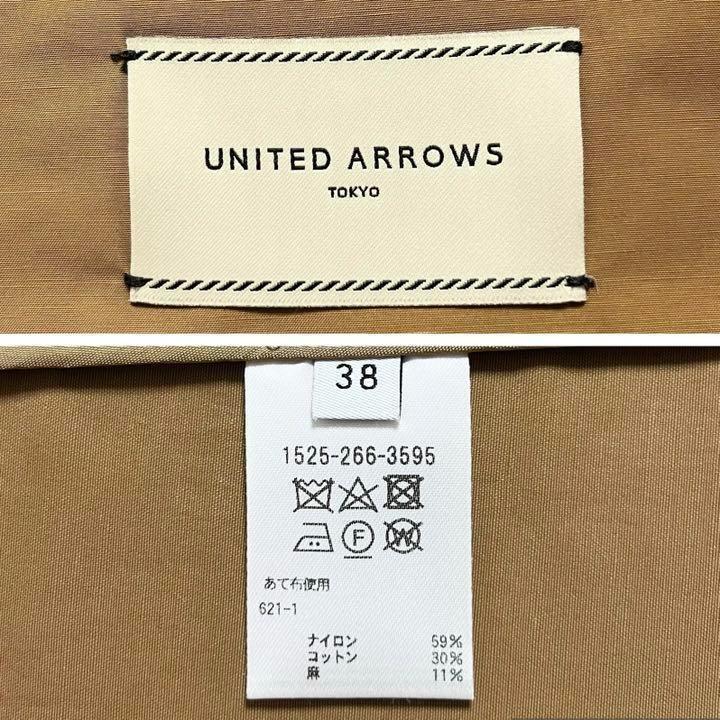 UNITED ARROWS
TOKYO
38
1525-266-3595
F
W
あて布使用
621-1
ナイロン 59%
コットン 30%
麻 11%